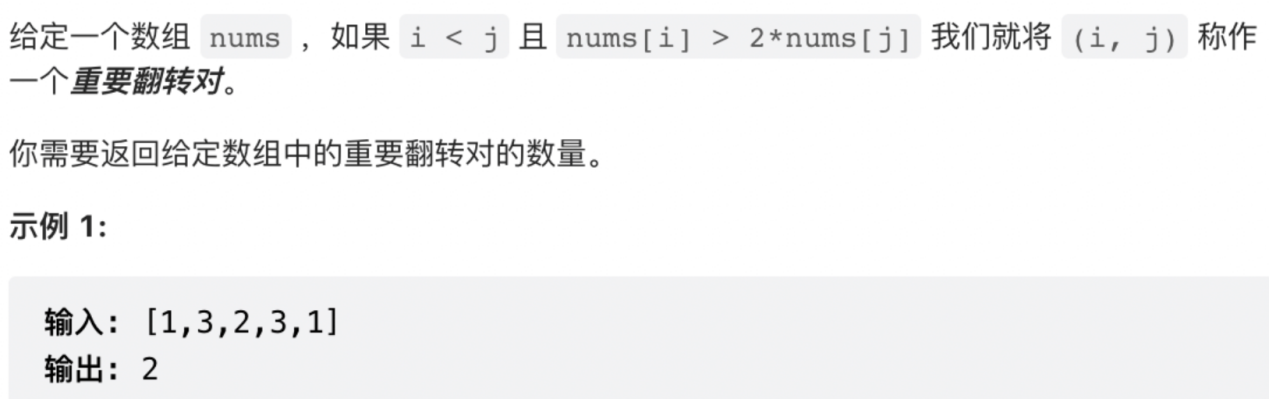 给定一个数组 nums ，如果 i < j 且 nums[i] > 2*nums[j] 我们就将 (i, j) 称作
一个重要翻转对。
你需要返回给定数组中的重要翻转对的数量。
示例 1:
输入: [1,3,2,3,1]
输出: 2